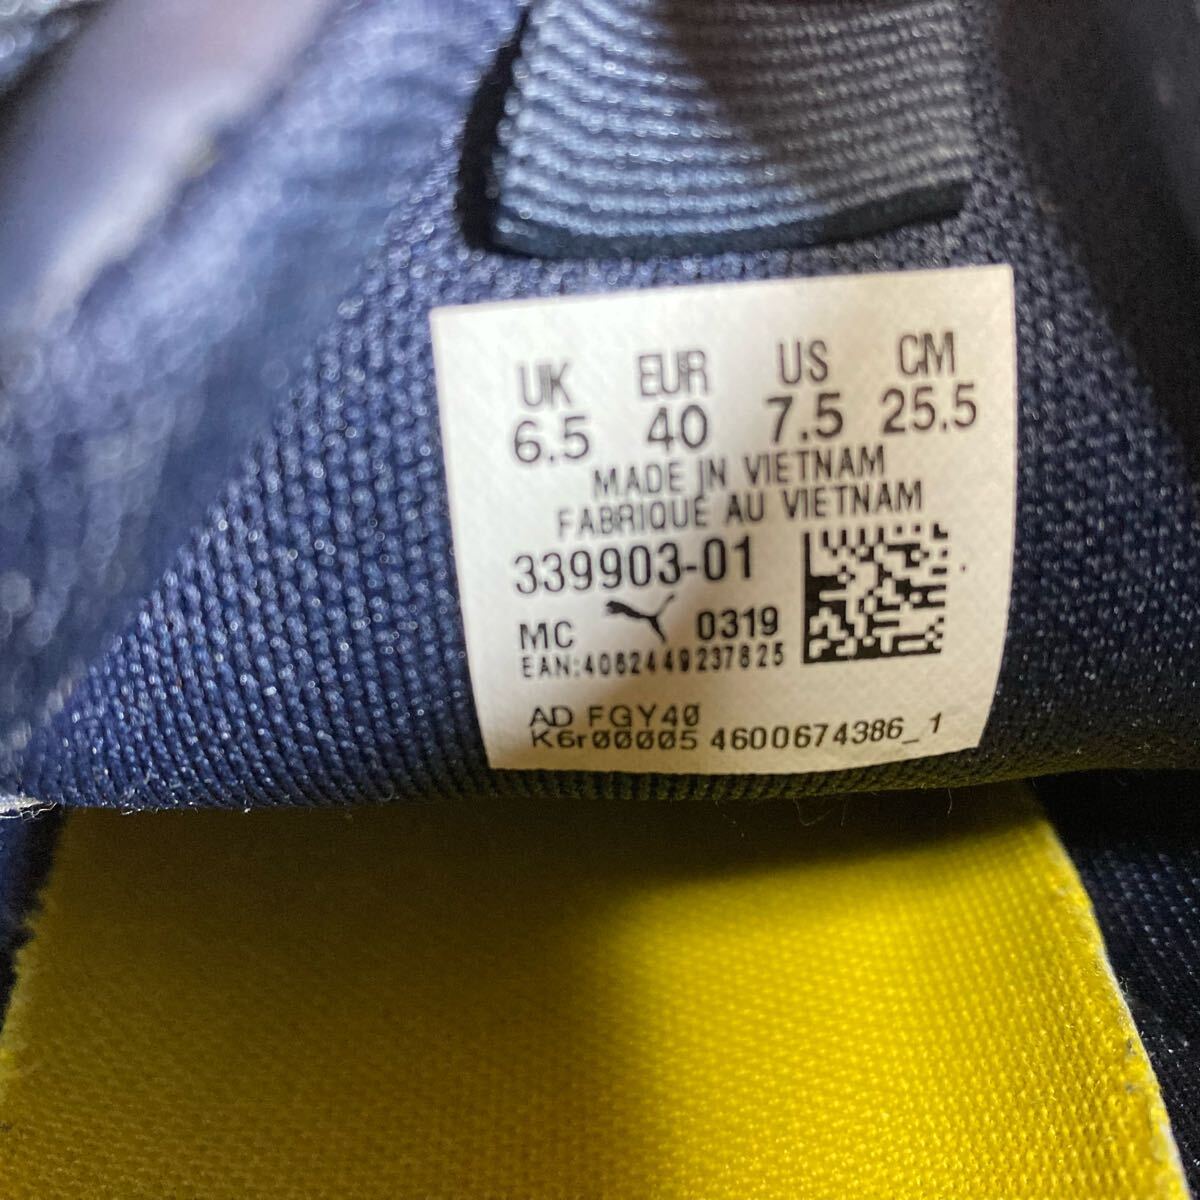 UK EUR US CM
6.5 40 7.5 25.5
MADE IN VIETNAM
FABRIQUÉ AU VIETNAM
339903-01
MC 0319
EAN:4062449237825
AD FGY40
K6r00005 4600674386_1